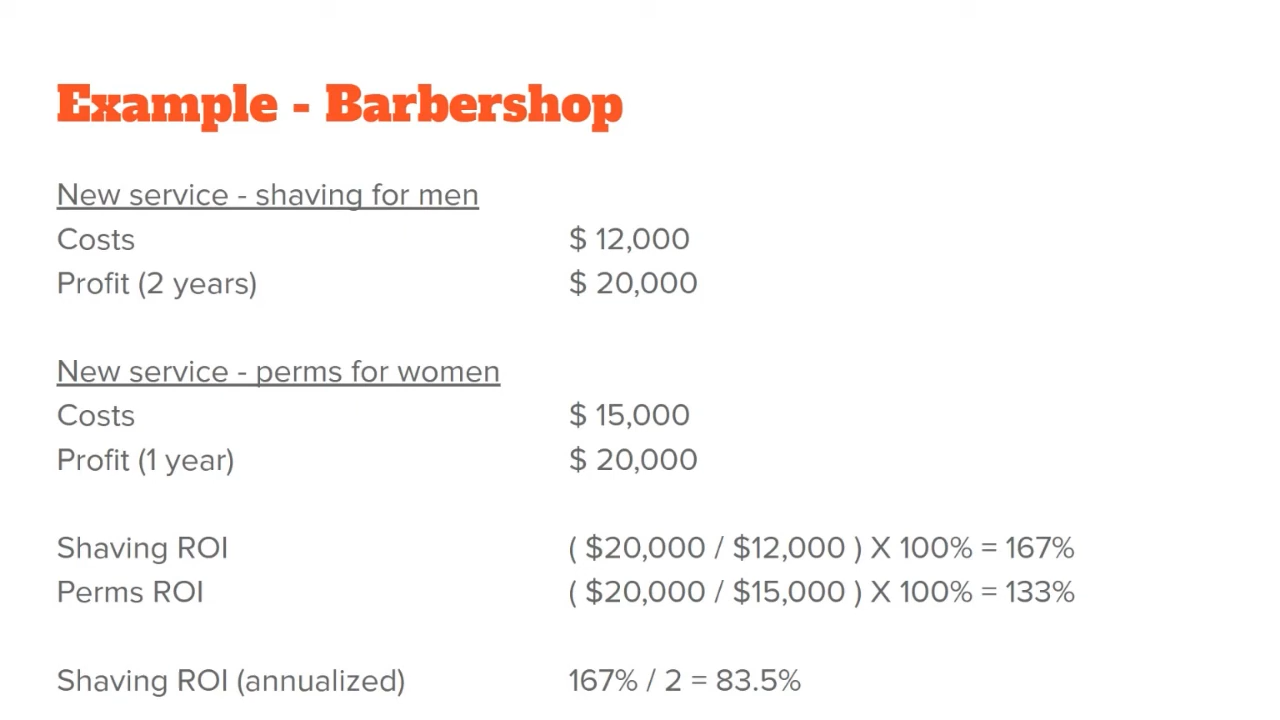 Example - Barbershop
New service - shaving for men
Costs $ 12,000
Profit (2 years) $ 20,000
New service - perms for women
Costs $ 15,000
Profit (1 year) $ 20,000
Shaving ROI ( $20,000 / $12,000 ) X 100% = 167%
Perms ROI ( $20,000 / $15,000 ) X 100% = 133%
Shaving ROI (annualized) 167% / 2 = 83.5%